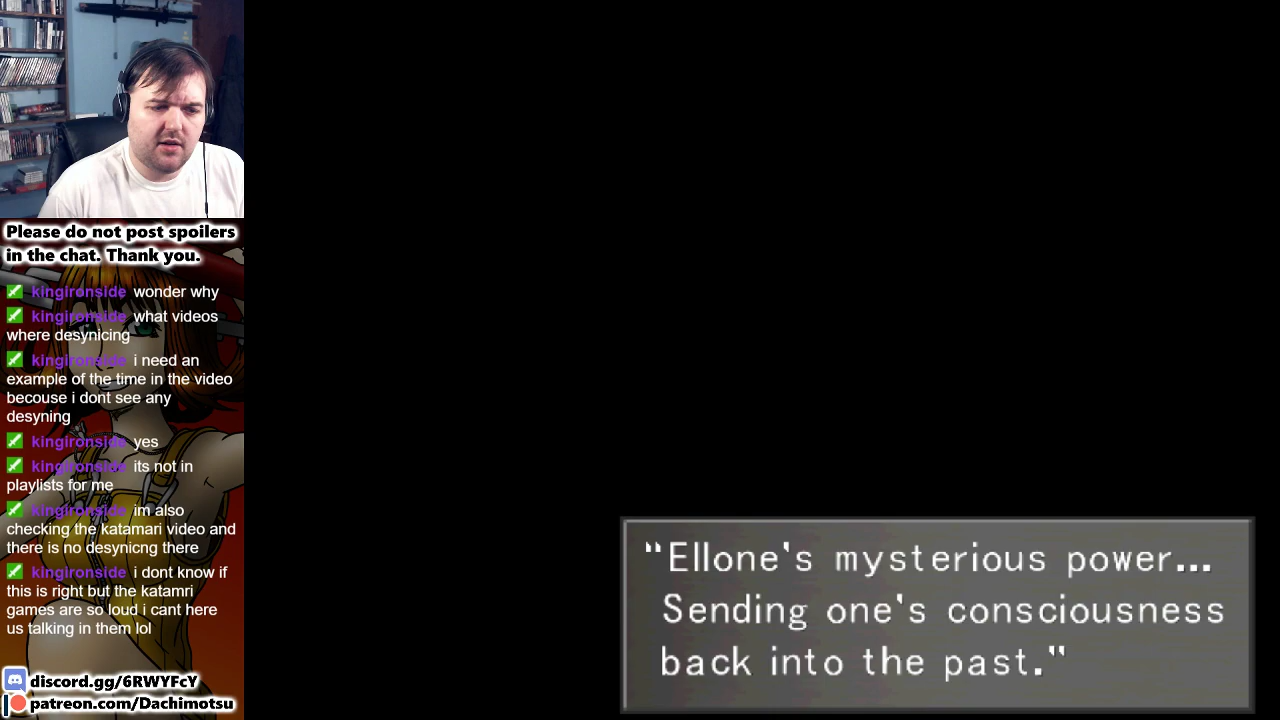 Please do not post spoilers
in the chat. Thank you.
kingironside wonder why
kingironside what videos
where desynicing
kingironside i need an
example of the time in the video
becouse i dont see any
desyning
kingironside yes
kingironside its not in
playlists for me
kingironside im also
checking the katamari video and
there is no desynicng there
kingironside i dont know if
this is right but the katamri
games are so loud i cant here
us talking in them lol
discord.gg/6RWYFcY
patreon.com/Dachimotsu
“Ellone's mysterious power...
Sending one's consciousness
back into the past."